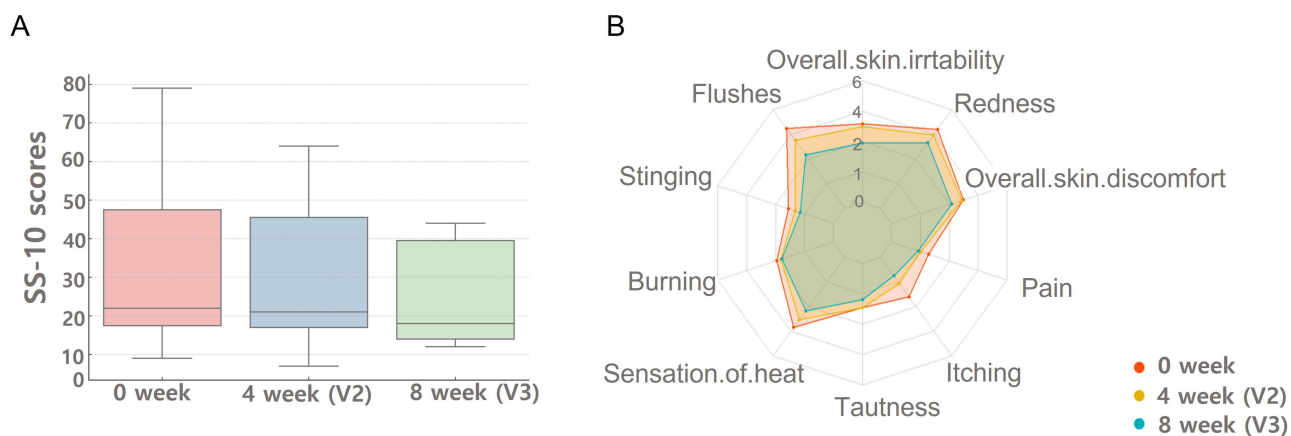 A
SS-10 scores
80
70
60
50
40
30
20
10
0
0 week
4 week (V2)
8 week (V3)
B
Overall.skin.irrtability
Flushes
Redness
Stinging
Overall.skin.discomfort
Burning
Pain
Sensation.of.heat
Itching
Tautness
6
4
2
1
0
0 week
4 week (V2)
8 week (V3)